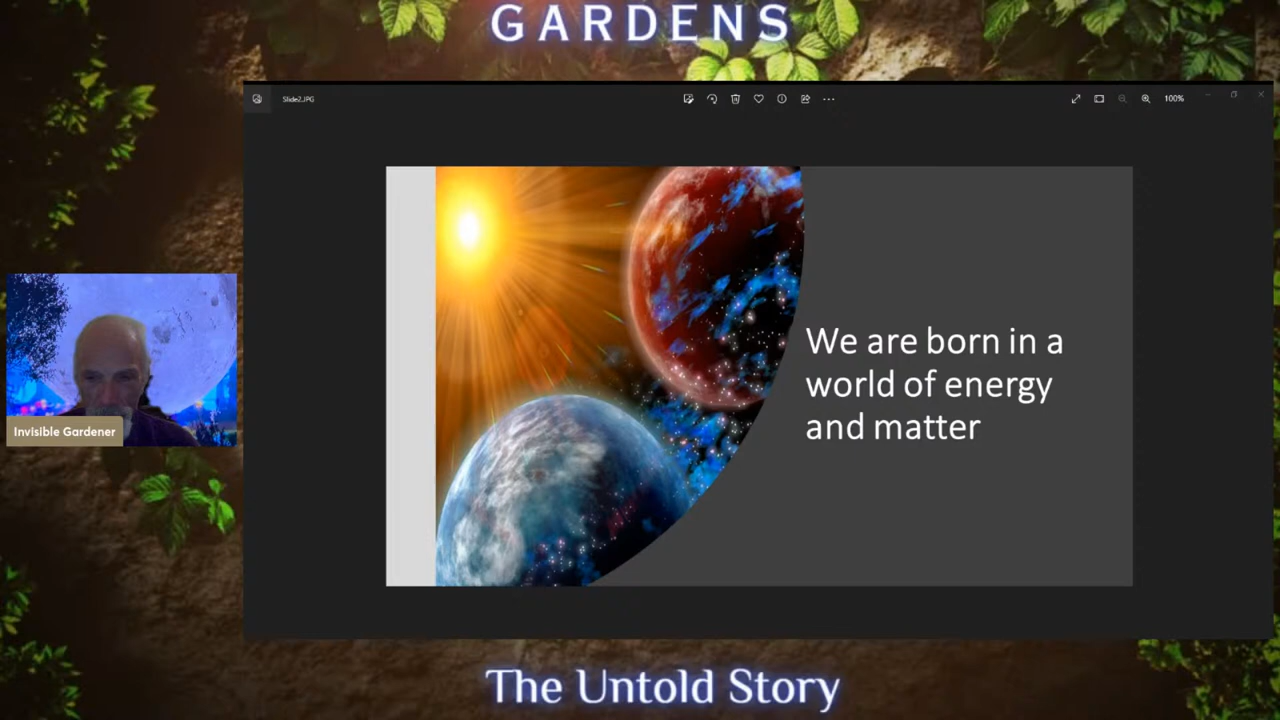 GARDENS
Slide2.JPG
100%
We are born in a
world of energy
and matter
Invisible Gardener
The Untold Story